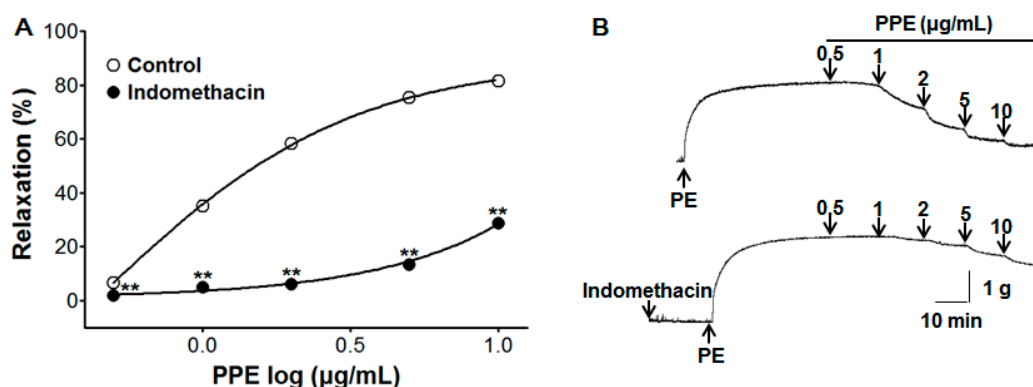 A
100
80
60
40
20
0
Relaxation (%)
Control
Indomethacin
**
**
**
**
**
0.0 0.5 1.0
PPE log (µg/mL)
B
PPE (µg/mL)
0.5 1 2 5 10
PE
0.5 1 2 5 10
Indomethacin
PE
1 g
10 min